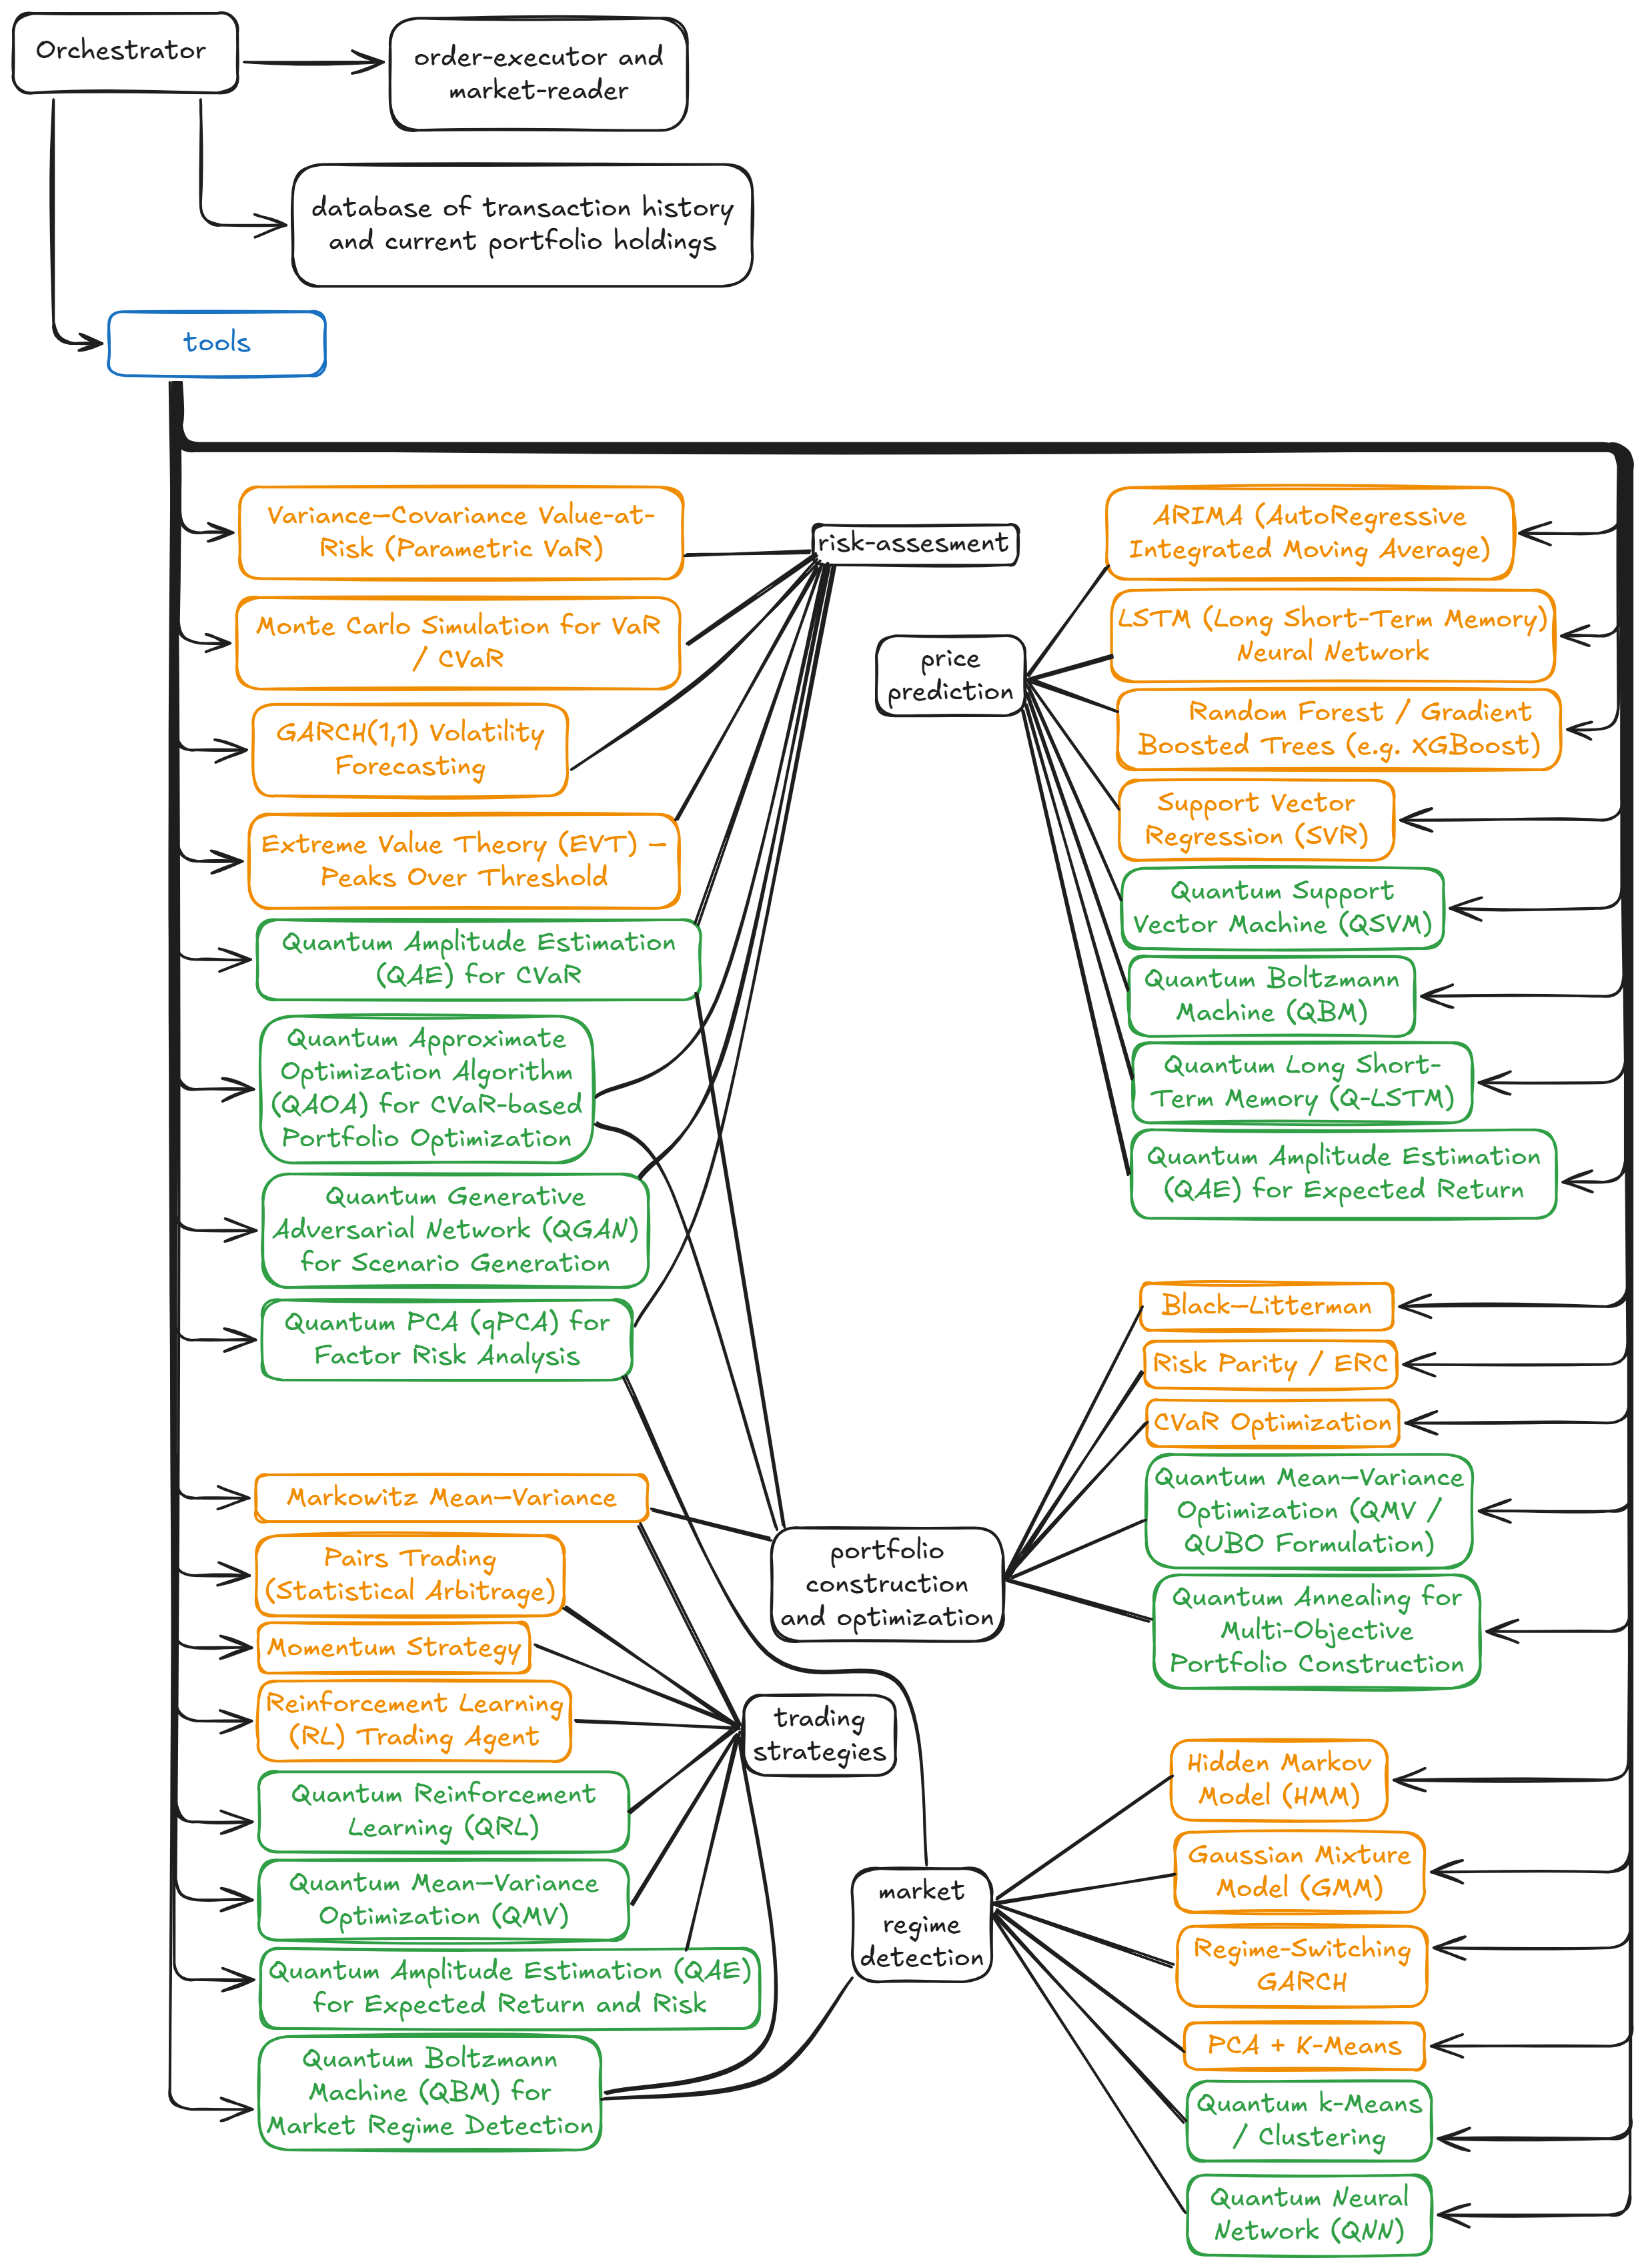 Orchestrator
order-executor and
market-reader
database of transaction history
and current portfolio holdings
tools
Variance–Covariance Value-at-
Risk (Parametric VaR)
Monte Carlo Simulation for VaR
/ CVaR
GARCH(1,1) Volatility
Forecasting
Extreme Value Theory (EVT) –
Peaks Over Threshold
Quantum Amplitude Estimation
(QAE) for CVaR
Quantum Approximate
Optimization Algorithm
(QAOA) for CVaR-based
Portfolio Optimization
Quantum Generative
Adversarial Network (QGAN)
for Scenario Generation
Quantum PCA (qPCA) for
Factor Risk Analysis
risk-assesment
price
prediction
ARIMA (AutoRegressive
Integrated Moving Average)
LSTM (Long Short-Term Memory)
Neural Network
Random Forest / Gradient
Boosted Trees (e.g. XGBoost)
Support Vector
Regression (SVR)
Quantum Support
Vector Machine (QSVM)
Quantum Boltzmann
Machine (QBM)
Quantum Long Short-
Term Memory (Q-LSTM)
Quantum Amplitude Estimation
(QAE) for Expected Return
Black–Litterman
Risk Parity / ERC
CVaR Optimization
Quantum Mean–Variance
Optimization (QMV /
QUBO Formulation)
Quantum Annealing for
Multi-Objective
Portfolio Construction
portfolio
construction
and optimization
Markowitz Mean–Variance
Pairs Trading
(Statistical Arbitrage)
Momentum Strategy
Reinforcement Learning
(RL) Trading Agent
Quantum Reinforcement
Learning (QRL)
Quantum Mean–Variance
Optimization (QMV)
Quantum Amplitude Estimation (QAE)
for Expected Return and Risk
Quantum Boltzmann
Machine (QBM) for
Market Regime Detection
trading
strategies
market
regime
detection
Hidden Markov
Model (HMM)
Gaussian Mixture
Model (GMM)
Regime-Switching
GARCH
PCA + K-Means
Quantum k-Means
/ Clustering
Quantum Neural
Network (QNN)